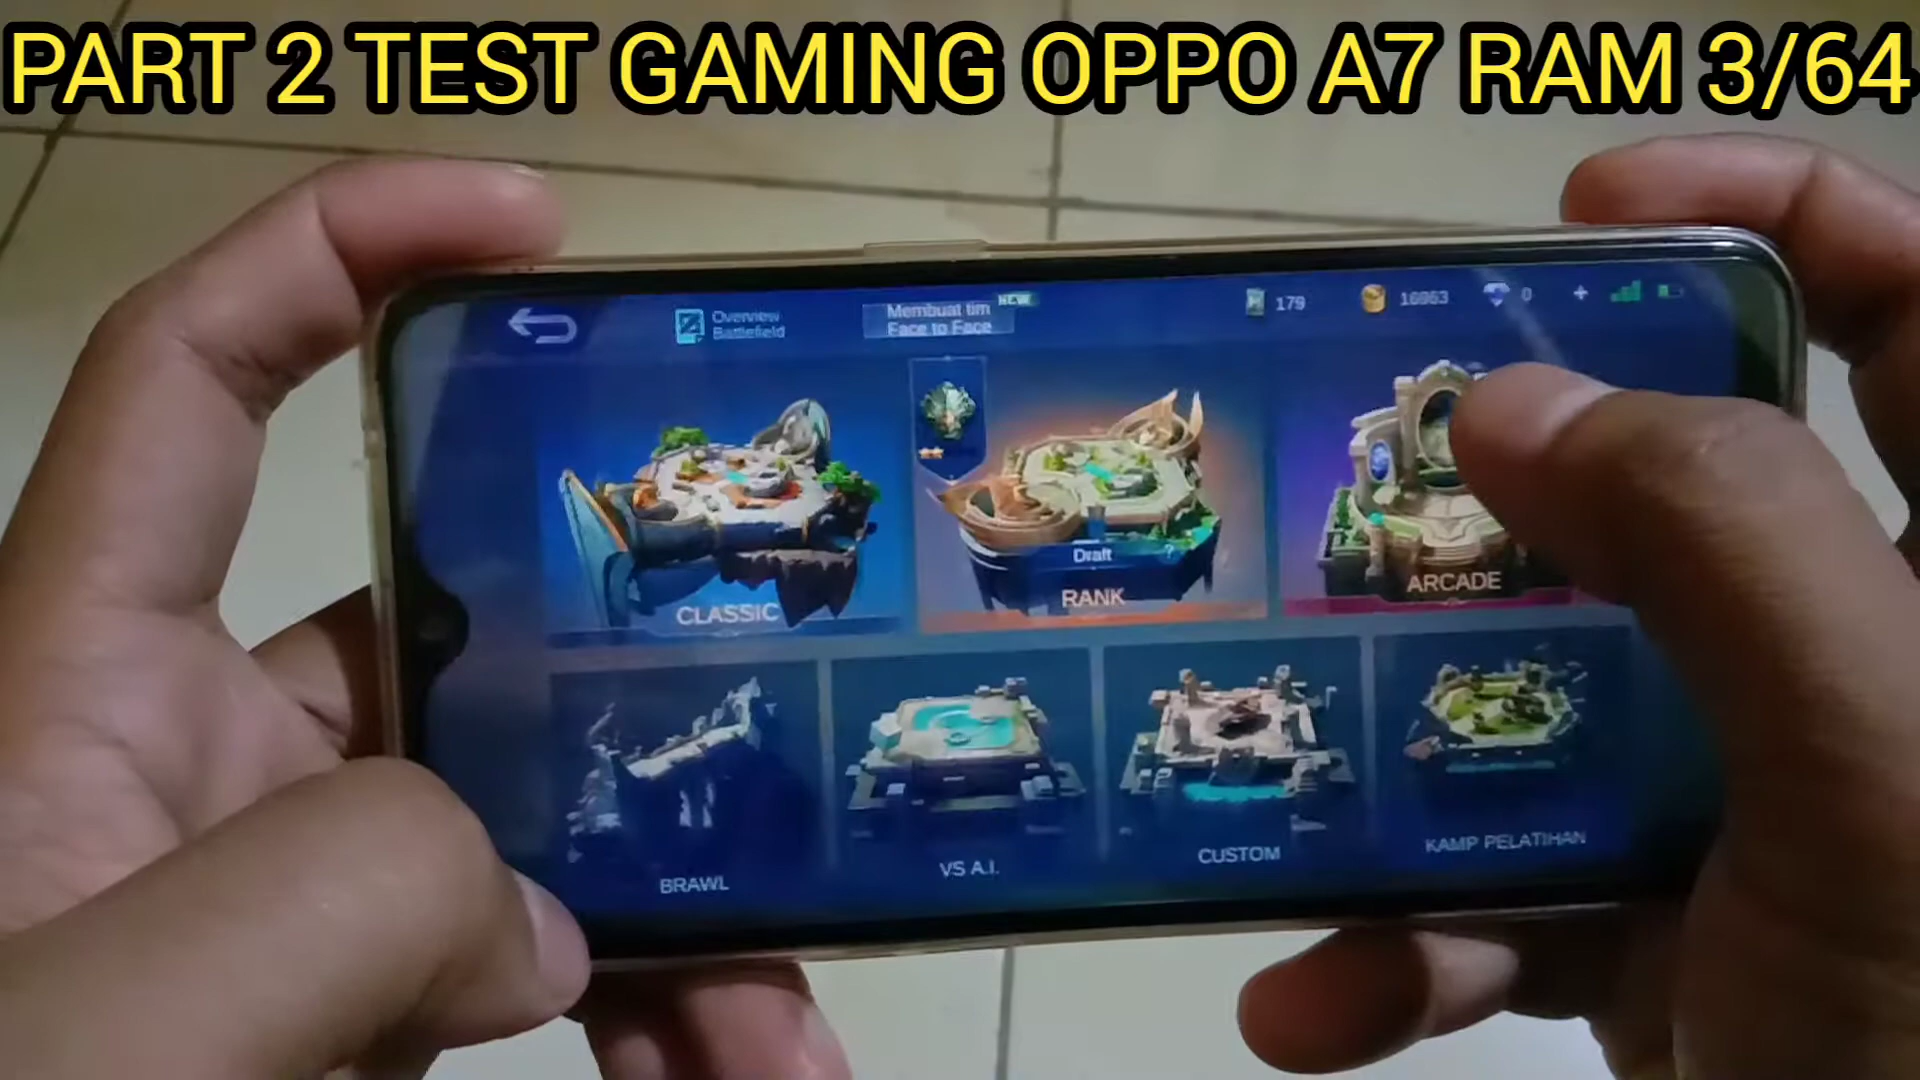 PART 2 TEST GAMING OPPO A7 RAM 3/64
Overview
Battlefield
Membuat tim
Face to Face
NEW
179
16963
0
+
CLASSIC
Draft
?
RANK
ARCADE
BRAWL
VS A.I.
CUSTOM
KAMP PELATIHAN